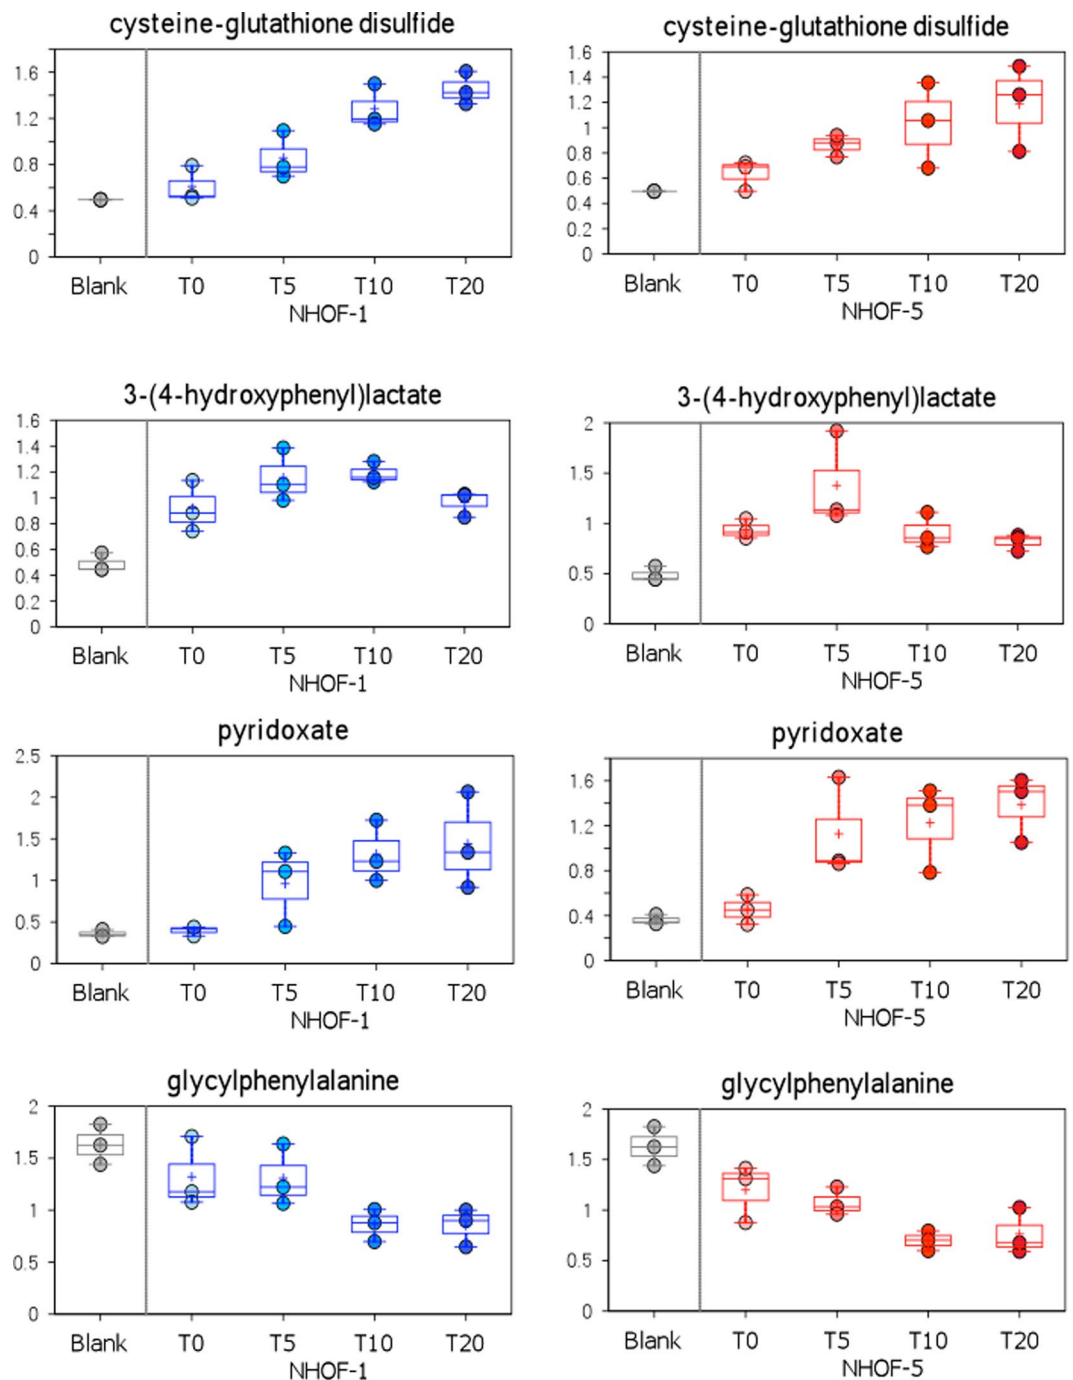 cysteine-glutathione disulfide
1.6
1.2
0.8
0.4
0
Blank T0 T5 T10 T20
NHOF-1
cysteine-glutathione disulfide
1.6
1.4
1.2
1
0.8
0.6
0.4
0.2
0
Blank T0 T5 T10 T20
NHOF-5
3-(4-hydroxyphenyl)lactate
1.6
1.4
1.2
1
0.8
0.6
0.4
0.2
0
Blank T0 T5 T10 T20
NHOF-1
3-(4-hydroxyphenyl)lactate
2
1.5
1
0.5
0
Blank T0 T5 T10 T20
NHOF-5
pyridoxate
2.5
2
1.5
1
0.5
0
Blank T0 T5 T10 T20
NHOF-1
pyridoxate
1.6
1.2
0.8
0.4
0
Blank T0 T5 T10 T20
NHOF-5
glycylphenylalanine
2
1.5
1
0.5
0
Blank T0 T5 T10 T20
NHOF-1
glycylphenylalanine
2
1.5
1
0.5
0
Blank T0 T5 T10 T20
NHOF-5